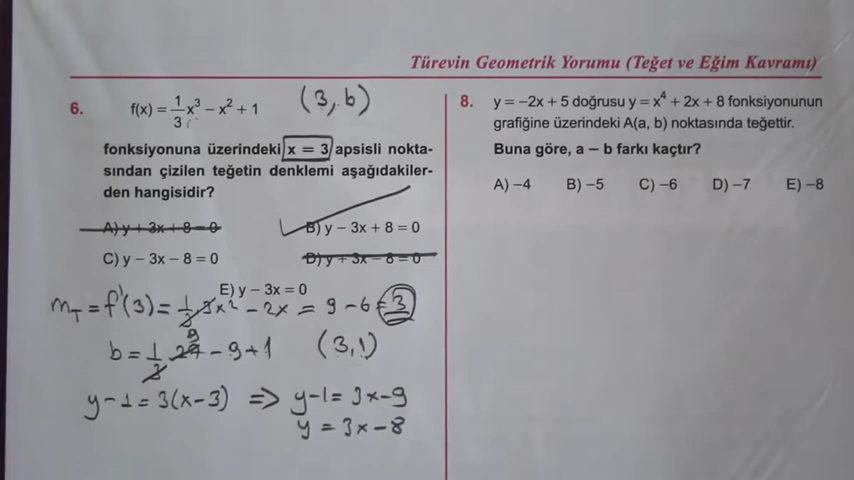 Türevin Geometrik Yorumu (Teğet ve Eğim Kavramı)
6. f(x) = 1/3 x³ − x² + 1 (3, b)
fonksiyonuna üzerindeki x = 3 apsisli nokta-
sından çizilen teğetin denklemi aşağıdakiler-
den hangisidir?
A) y + 3x + 8 = 0 B) y − 3x + 8 = 0
C) y − 3x − 8 = 0 D) y + 3x − 8 = 0
E) y − 3x = 0
m_T = f'(3) = 1/3 · 3x² − 2x = 9 − 6 = 3
b = 1/3 · 27 − 9 + 1 (3, 1)
9
y − 1 = 3(x − 3) ⇒ y − 1 = 3x − 9
y = 3x − 8
8. y = −2x + 5 doğrusu y = x⁴ + 2x + 8 fonksiyonunun
grafiğine üzerindeki A(a, b) noktasında teğettir.
Buna göre, a − b farkı kaçtır?
A) −4 B) −5 C) −6 D) −7 E) −8